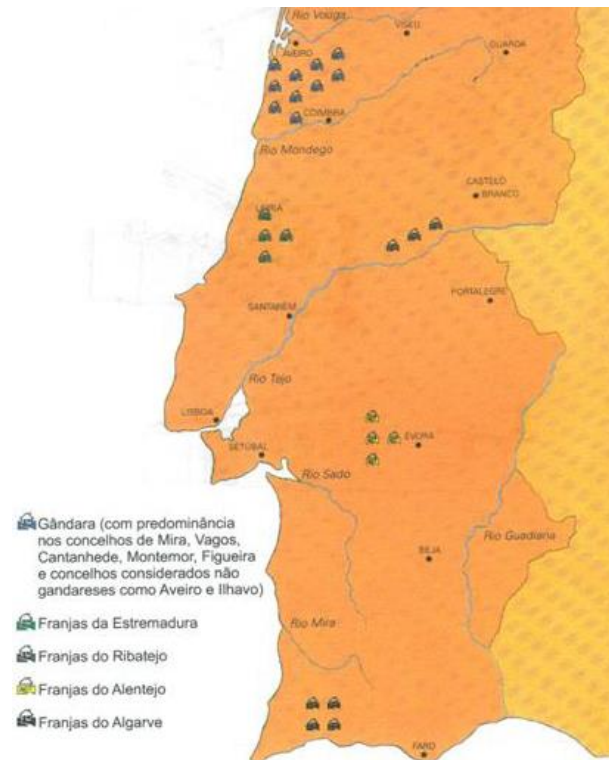 Rio Vouga
VISEU
AVEIRO
GUARDA
COIMBRA
Rio Mondego
CASTELO
BRANCO
LEIRIA
PORTALEGRE
SANTARÉM
Rio Tejo
LISBOA
ÉVORA
SETÚBAL
Rio Sado
Gândara (com predominância
nos concelhos de Mira, Vagos,
Cantanhede, Montemor, Figueira
e concelhos considerados não
gandareses como Aveiro e Ilhavo)
Rio Guadiana
BEJA
Franjas da Estremadura
Rio Mira
Franjas do Ribatejo
Franjas do Alentejo
Franjas do Algarve
FARO